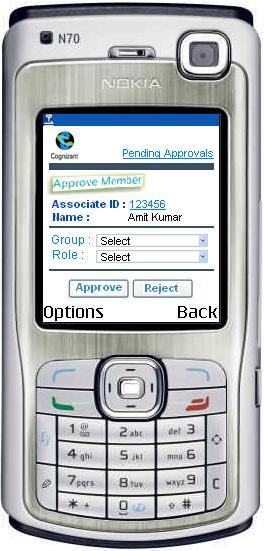 N70
NOKIA
Cognizant
Pending Approvals
Approve Member
Associate ID : 123456
Name : Amit Kumar
Group : Select
Role : Select
Approve Reject
Options Back
1 2 abc def 3
4 ghi 5 jkl mno 6
7 pqrs 8 tuv wxyz 9 C
* + 0 #